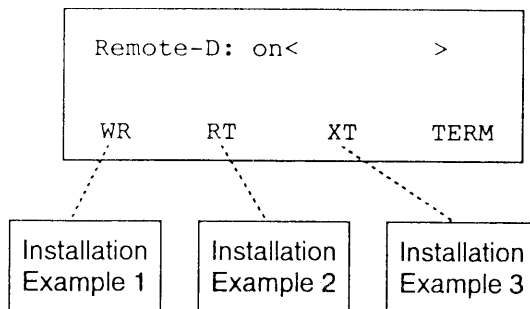 Remote-D: on< >
WR RT XT TERM
Installation Installation Installation
Example 1 Example 2 Example 3